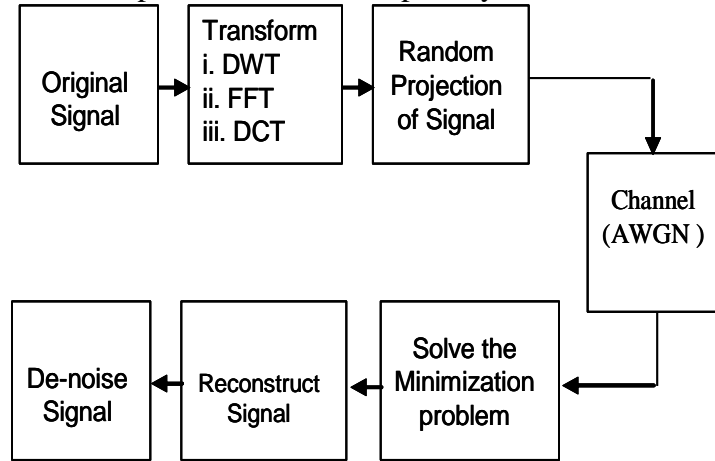 Original
Signal
Transform
i. DWT
ii. FFT
iii. DCT
Random
Projection
of Signal
Channel
(AWGN )
Solve the
Minimization
problem
Reconstruct
Signal
De-noise
Signal